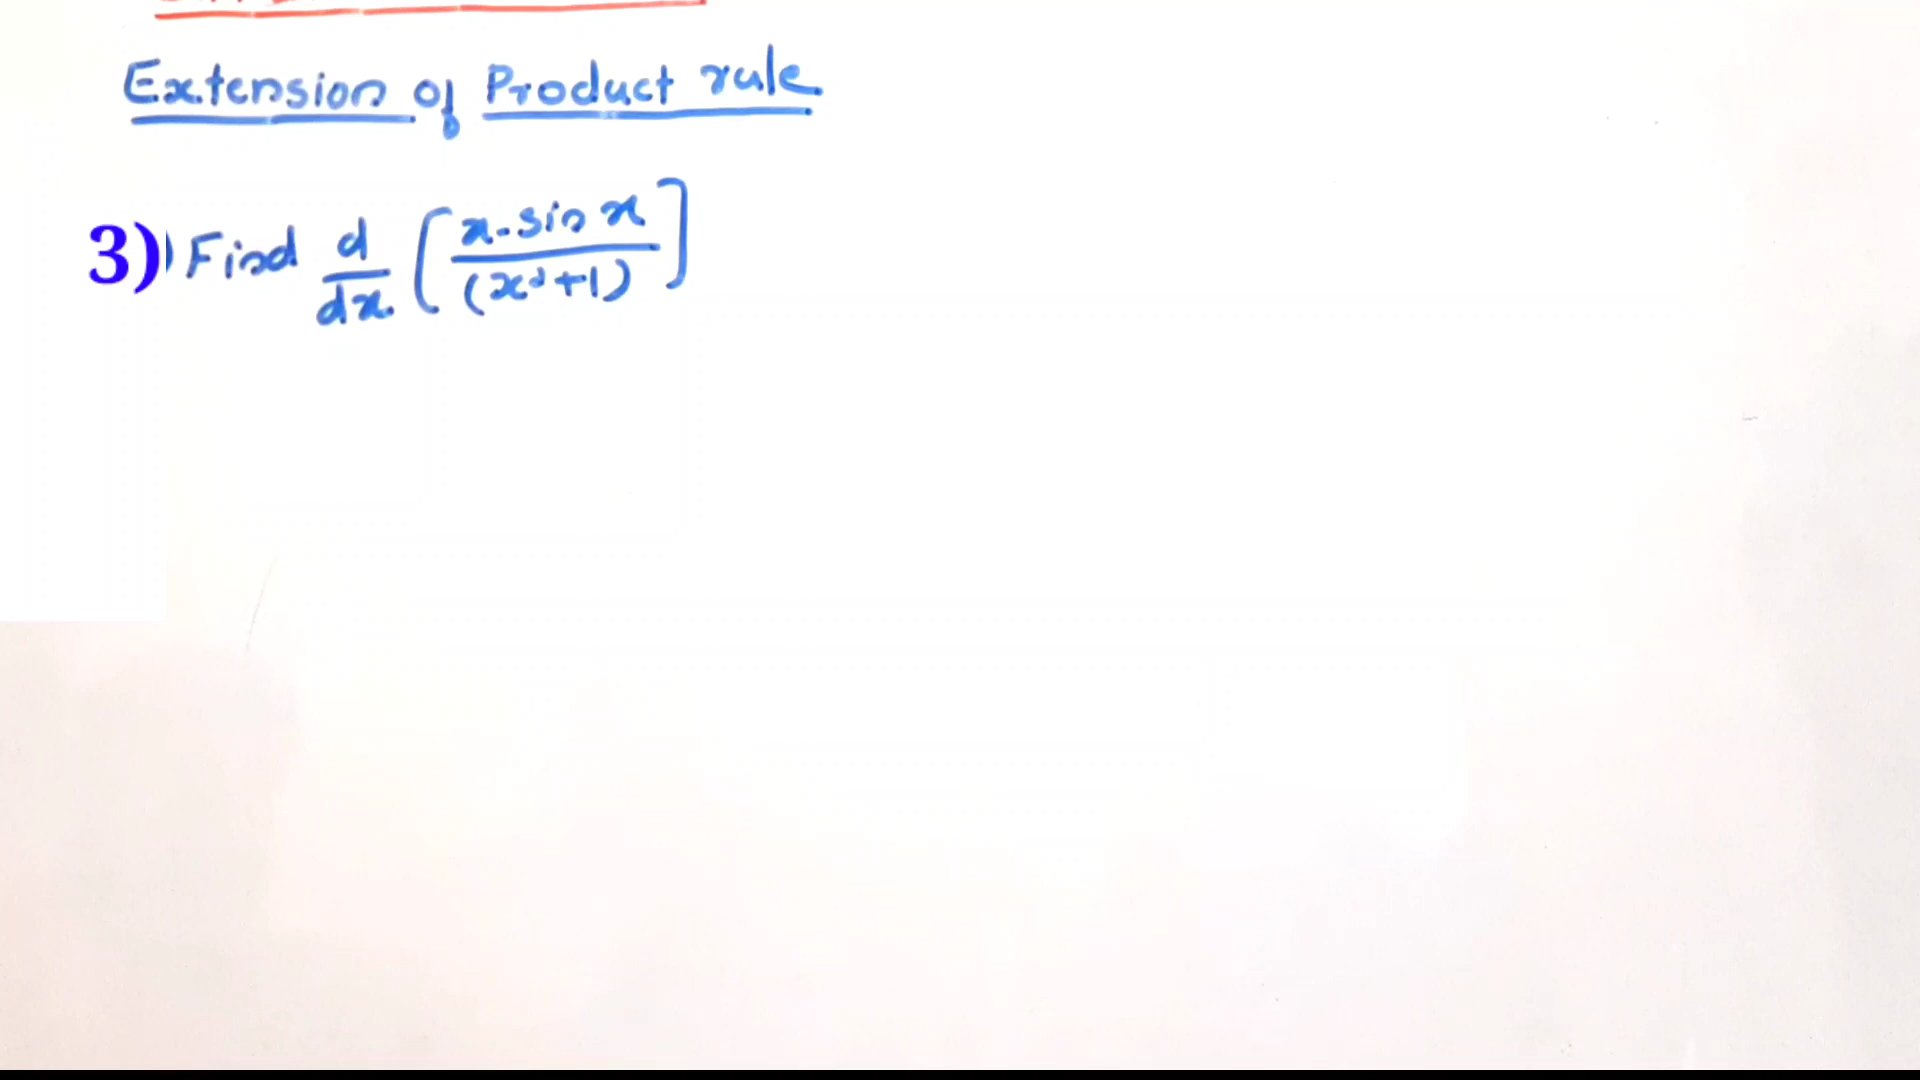 Extension of Product rule
3) Find d/dx [x·sin x/(x²+1)]